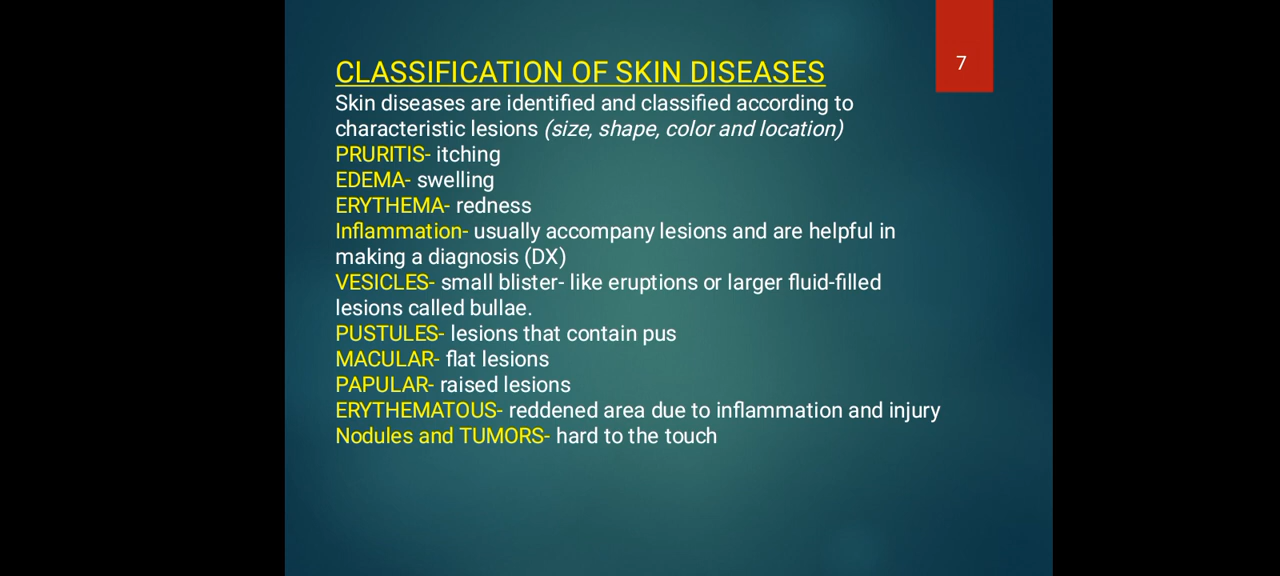 7
CLASSIFICATION OF SKIN DISEASES
Skin diseases are identified and classified according to
characteristic lesions (size, shape, color and location)
PRURITIS- itching
EDEMA- swelling
ERYTHEMA- redness
Inflammation- usually accompany lesions and are helpful in
making a diagnosis (DX)
VESICLES- small blister- like eruptions or larger fluid-filled
lesions called bullae.
PUSTULES- lesions that contain pus
MACULAR- flat lesions
PAPULAR- raised lesions
ERYTHEMATOUS- reddened area due to inflammation and injury
Nodules and TUMORS- hard to the touch